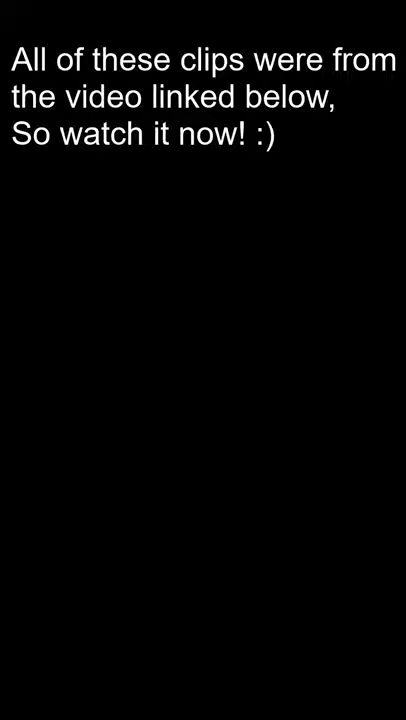 All of these clips were from
the video linked below,
So watch it now! :)